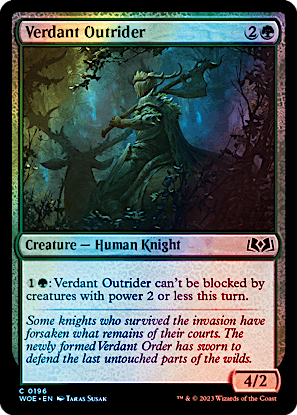 Verdant Outrider 2
Creature — Human Knight
1: Verdant Outrider can't be blocked by
creatures with power 2 or less this turn.
Some knights who survived the invasion have
forsaken what remains of their courts. The
newly formed Verdant Order has sworn to
defend the last untouched parts of the wilds.
4/2
C 0196
WOE • EN Taras Susak
™ & © 2023 Wizards of the Coast